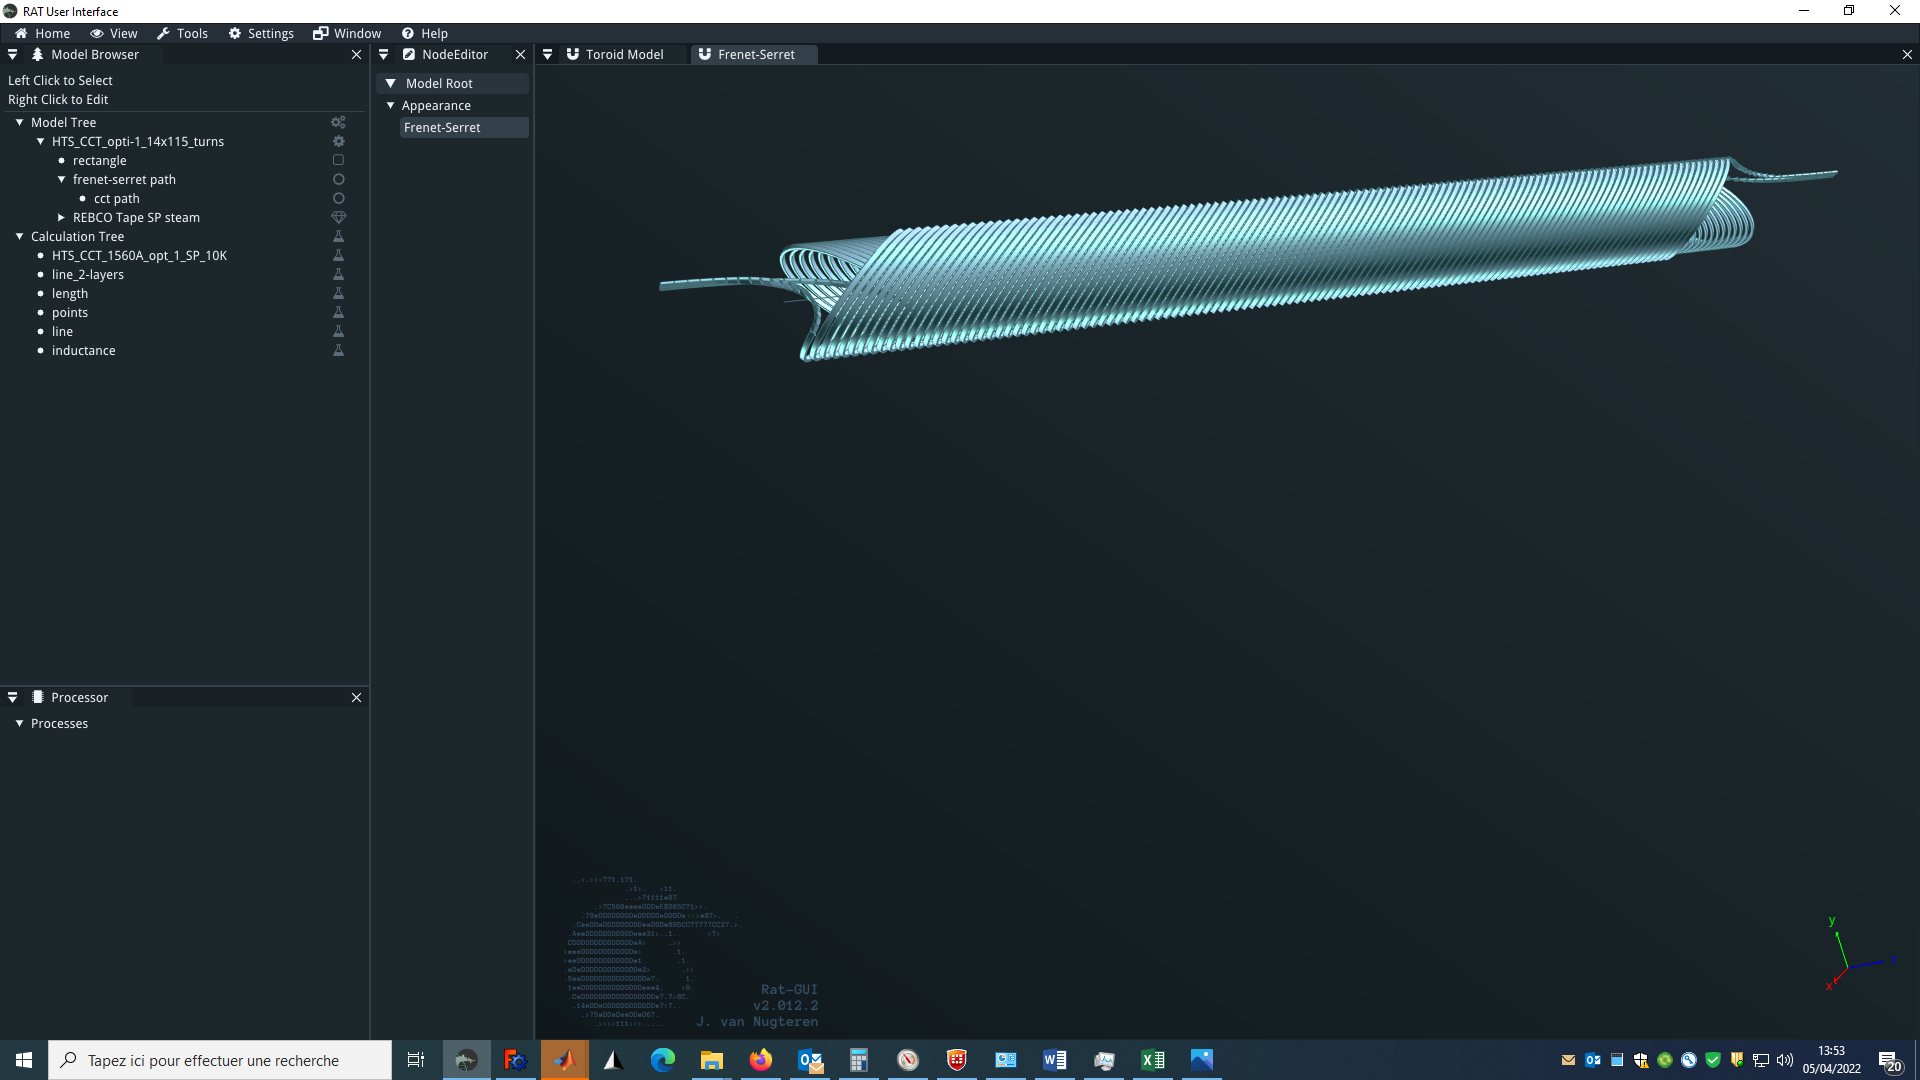 RAT User Interface
Home View Tools Settings Window Help
Model Browser
Left Click to Select
Right Click to Edit
Model Tree
HTS_CCT_opti-1_14x115_turns
rectangle
frenet-serret path
cct path
REBCO Tape SP steam
Calculation Tree
HTS_CCT_1560A_opt_1_SP_10K
line_2-layers
length
points
line
inductance
Processor
Processes
NodeEditor
Model Root
Appearance
Frenet-Serret
Toroid Model Frenet-Serret
y
z
x
Rat-GUI
v2.012.2
J. van Nugteren
Tapez ici pour effectuer une recherche
13:53
05/04/2022
20